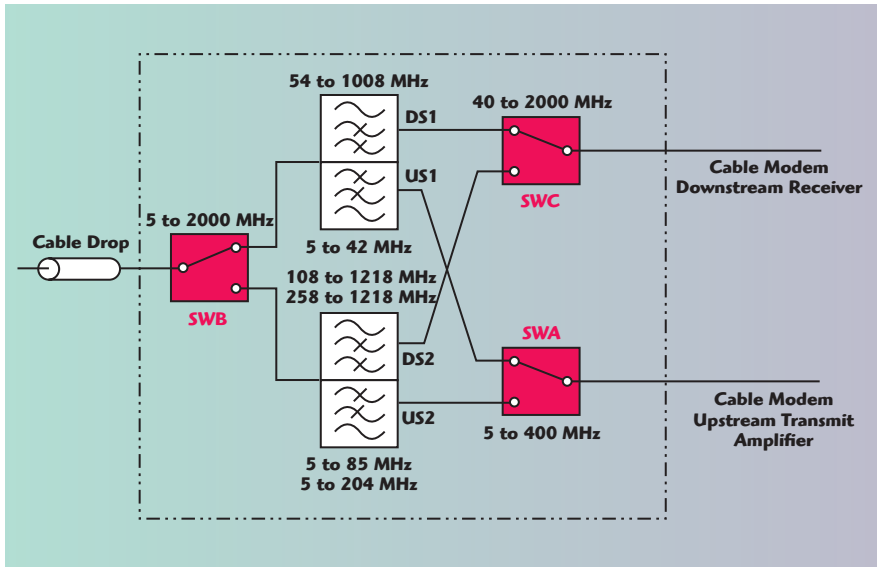 54 to 1008 MHz
DS1
40 to 2000 MHz
US1
Cable Modem
Downstream Receiver
SWC
5 to 2000 MHz
Cable Drop
5 to 42 MHz
SWB
108 to 1218 MHz
258 to 1218 MHz
SWA
DS2
US2
Cable Modem
Upstream Transmit
Amplifier
5 to 400 MHz
5 to 85 MHz
5 to 204 MHz